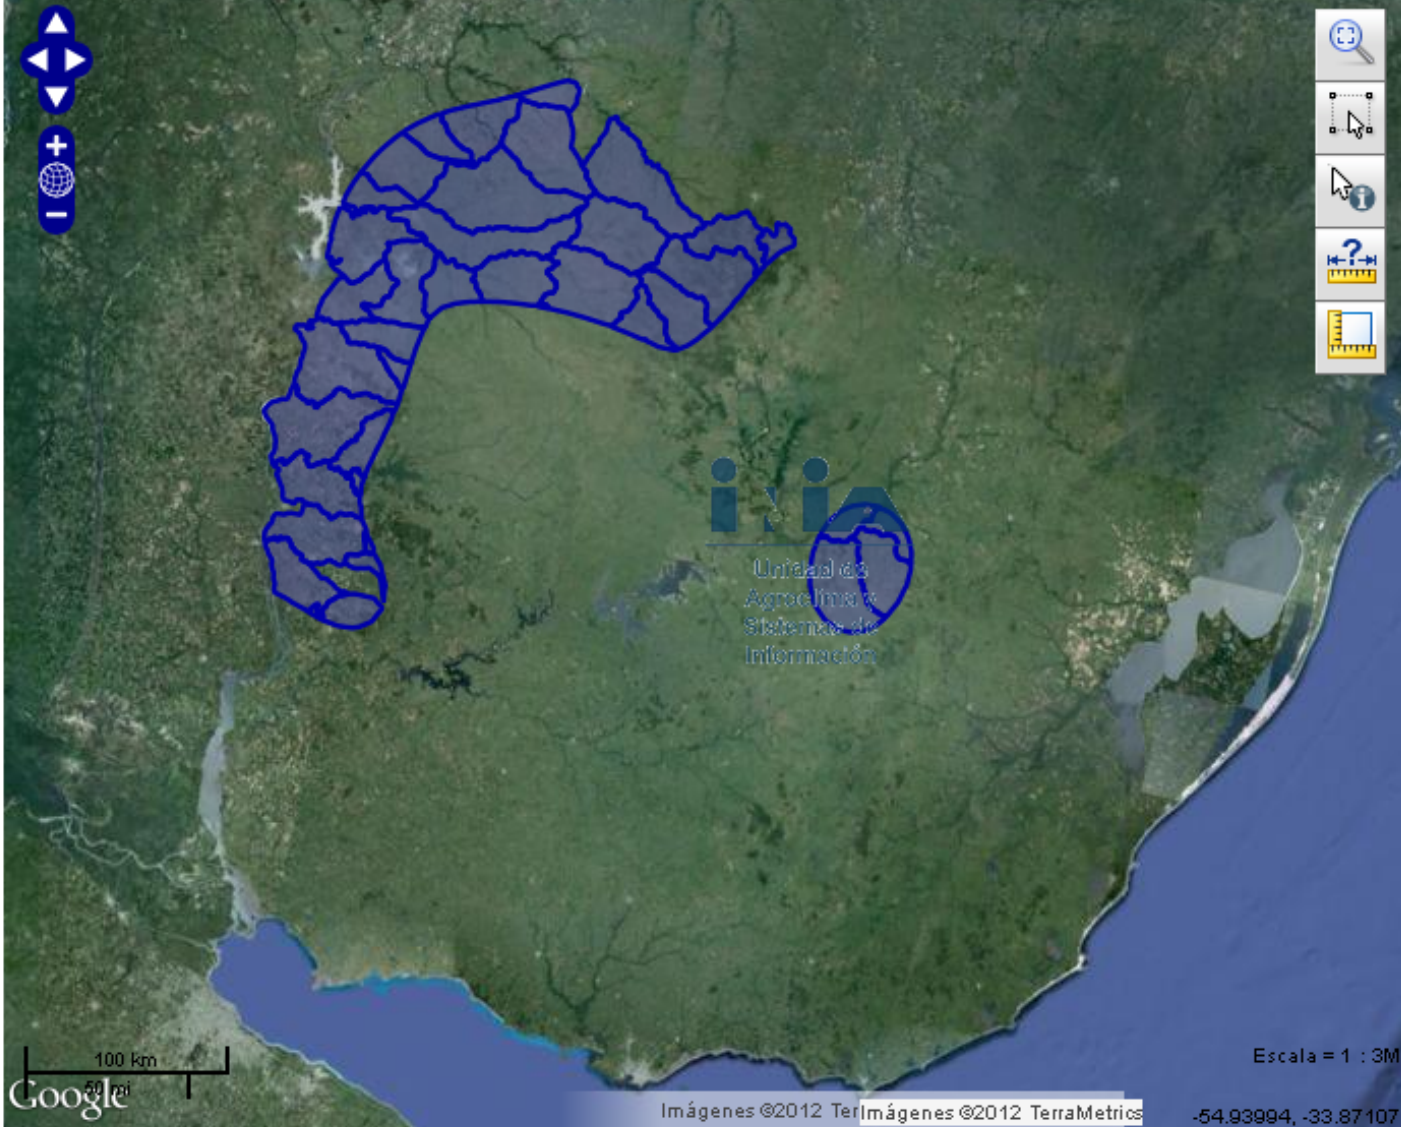 iNiA
Unidad de
Agroclima y
Sistemas de
Información
100 km
50 mi
Google
Escala = 1 : 3M
Imágenes ©2012 Ter
Imágenes ©2012 TerraMetrics
-54.93994, -33.87107